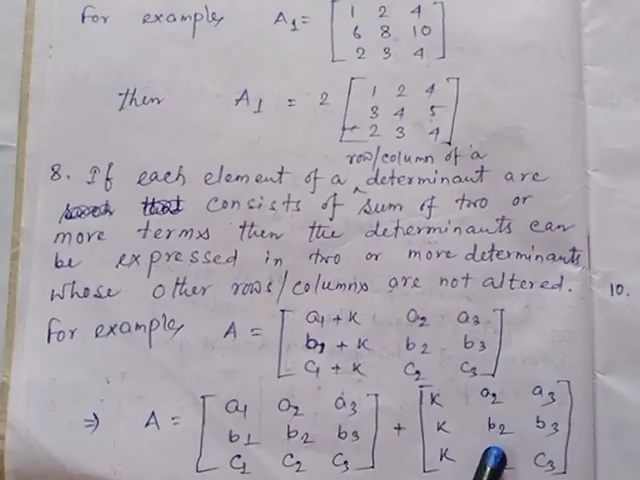 For example, A1 = [ 1 2 4
6 8 10
2 3 4 ]
then A1 = 2 [ 1 2 4
3 4 5
2 3 4 ]
row/column of a
8. If each element of a ^ determinant are
consists of sum of two or
more terms then the determinants can
be expressed in two or more determinants
whose other rows/columns are not altered.
10.
For example, A = [ a1 + K a2 a3
b1 + K b2 b3
C1 + K C2 C3 ]
⇒ A = [ a1 a2 a3
b1 b2 b3
C1 C2 C3 ] + [ K a2 a3
K b2 b3
K C3 ]